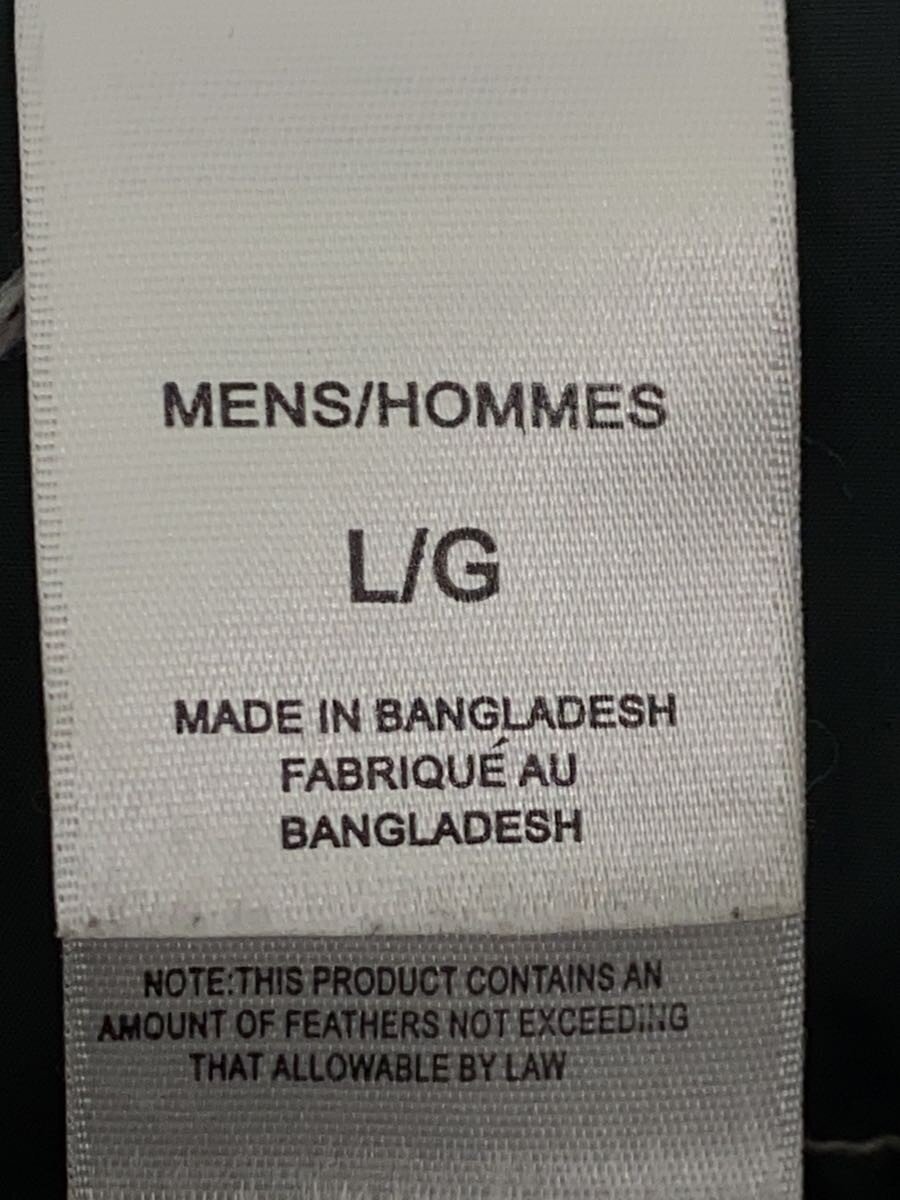 MENS/HOMMES
L/G
MADE IN BANGLADESH
FABRIQUÉ AU
BANGLADESH
NOTE:THIS PRODUCT CONTAINS AN
AMOUNT OF FEATHERS NOT EXCEEDING
THAT ALLOWABLE BY LAW